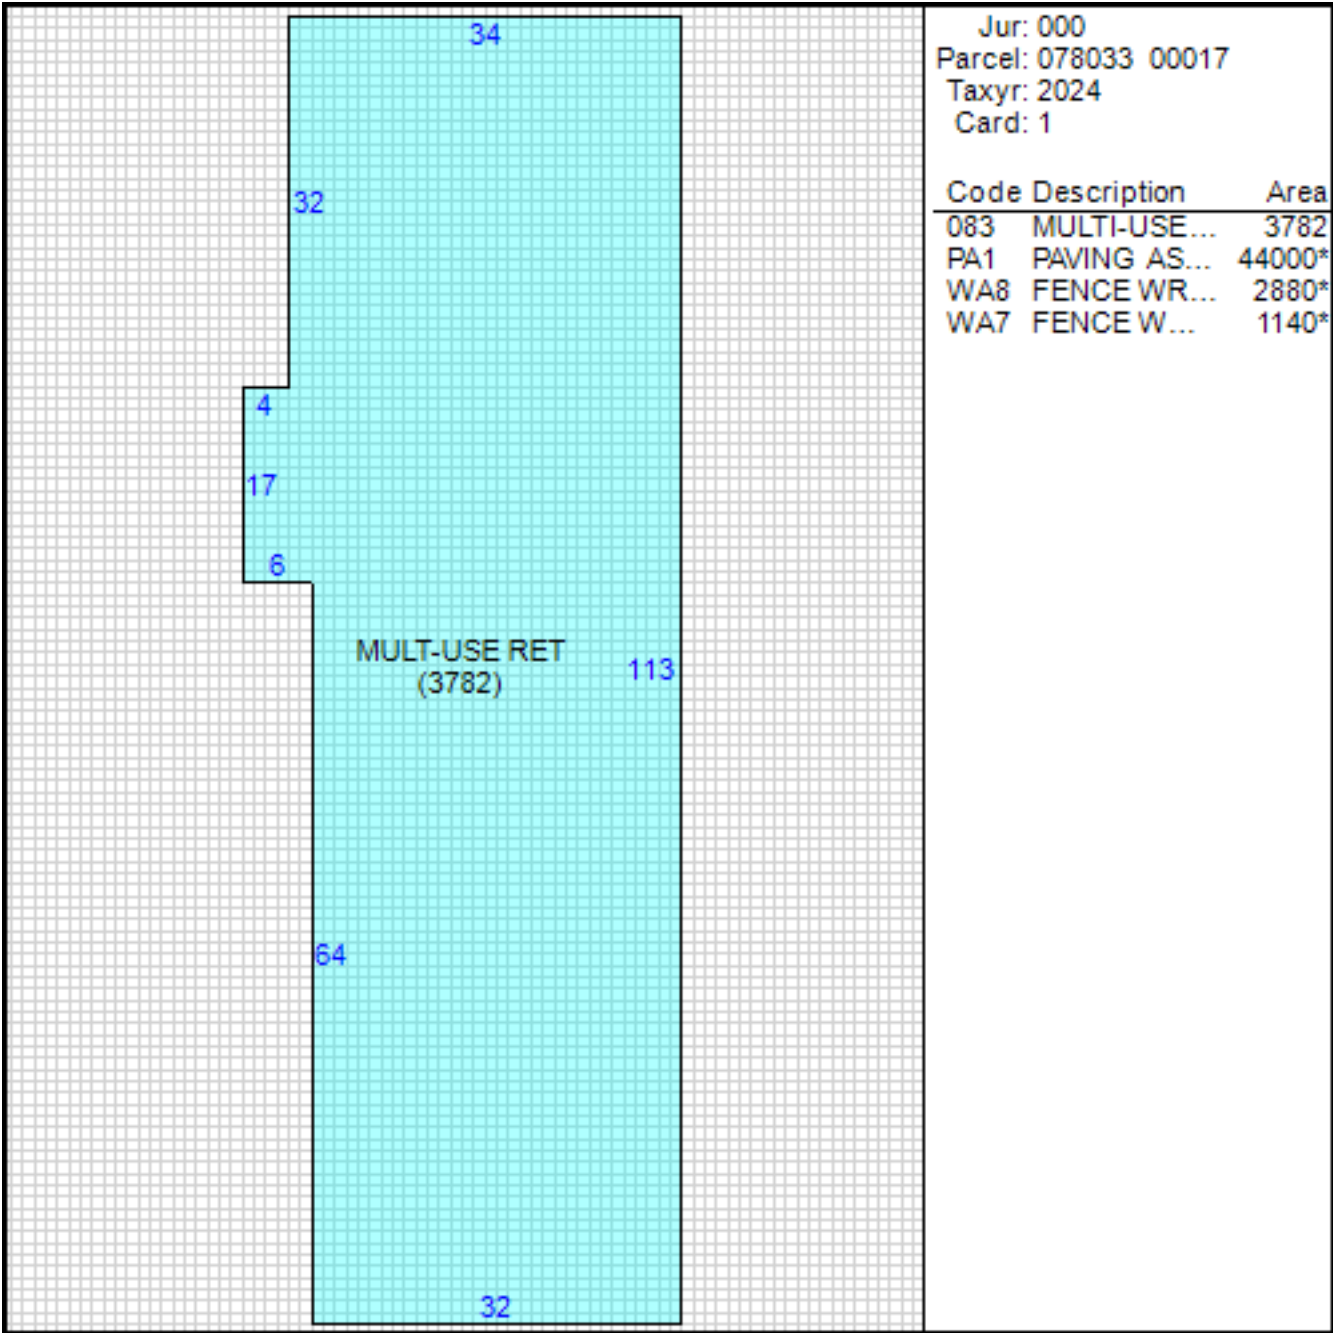 34
32
4
17
6
MULT-USE RET
(3782)
113
64
32
Jur: 000
Parcel: 078033 00017
Taxyr: 2024
Card: 1
Code Description Area
083 MULTI-USE... 3782
PA1 PAVING AS... 44000*
WA8 FENCE WR... 2880*
WA7 FENCE W... 1140*